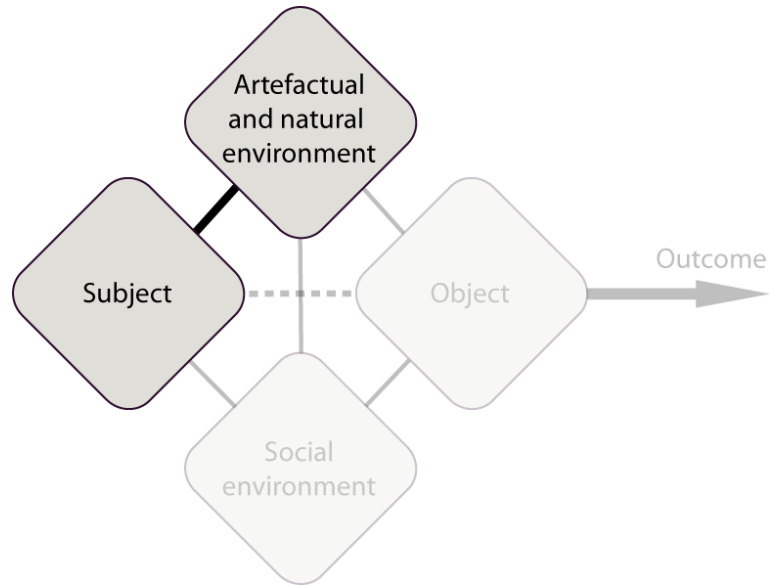 Artefactual
and natural
environment
Subject
Object
Outcome
Social
environment